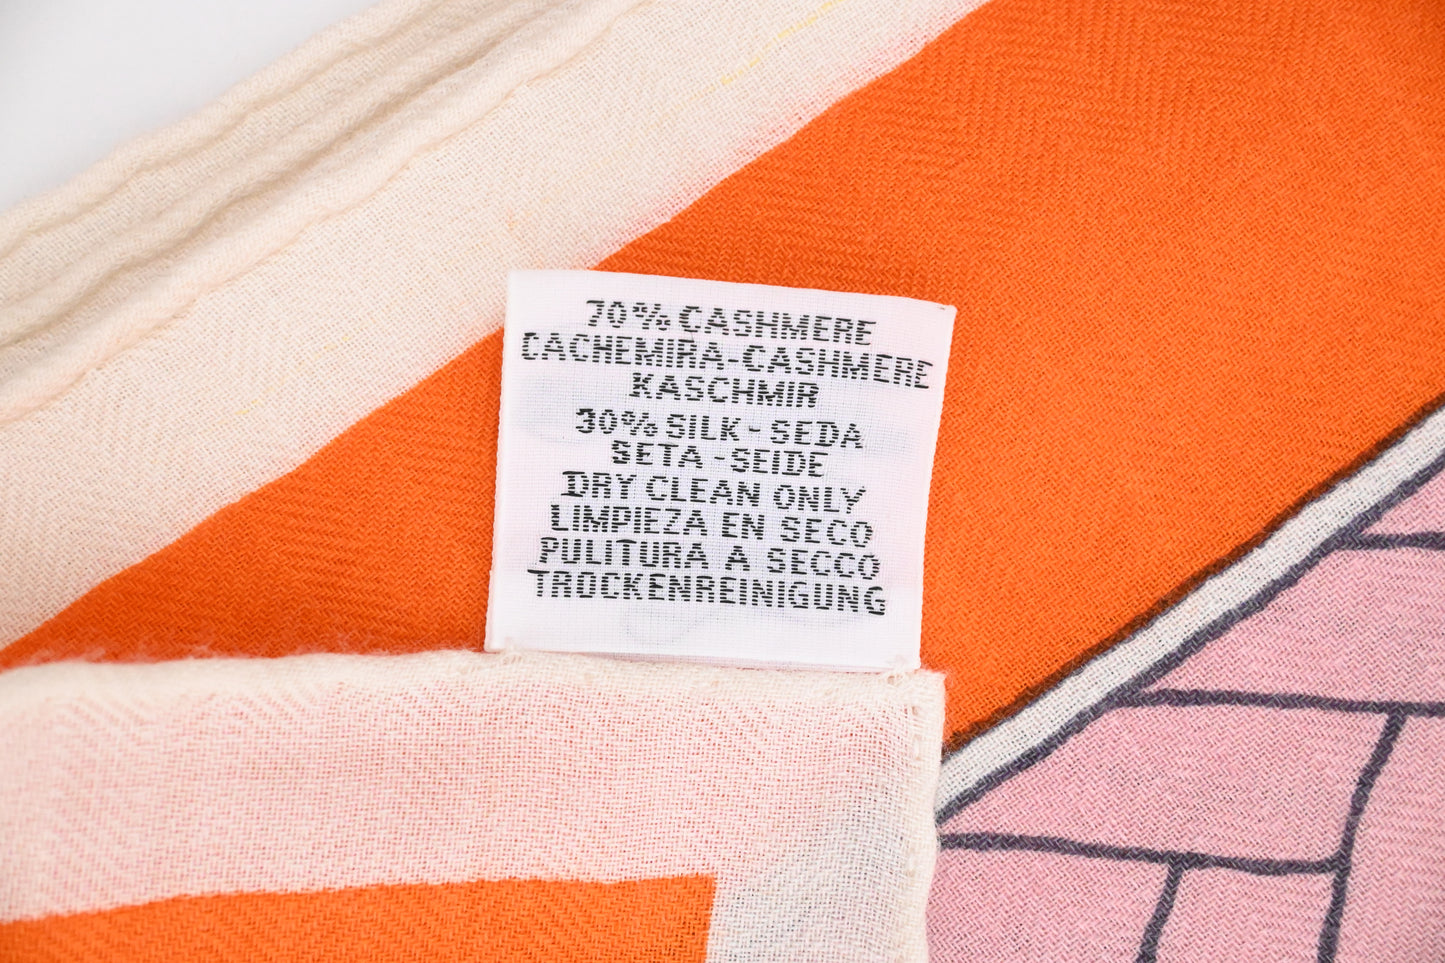 70% CASHMERE
CACHEMIRA-CASHMERE
KASCHMIR
30% SILK - SEDA
SETA - SEIDE
DRY CLEAN ONLY
LIMPIEZA EN SECO
PULITURA A SECCO
TROCKENREINIGUNG